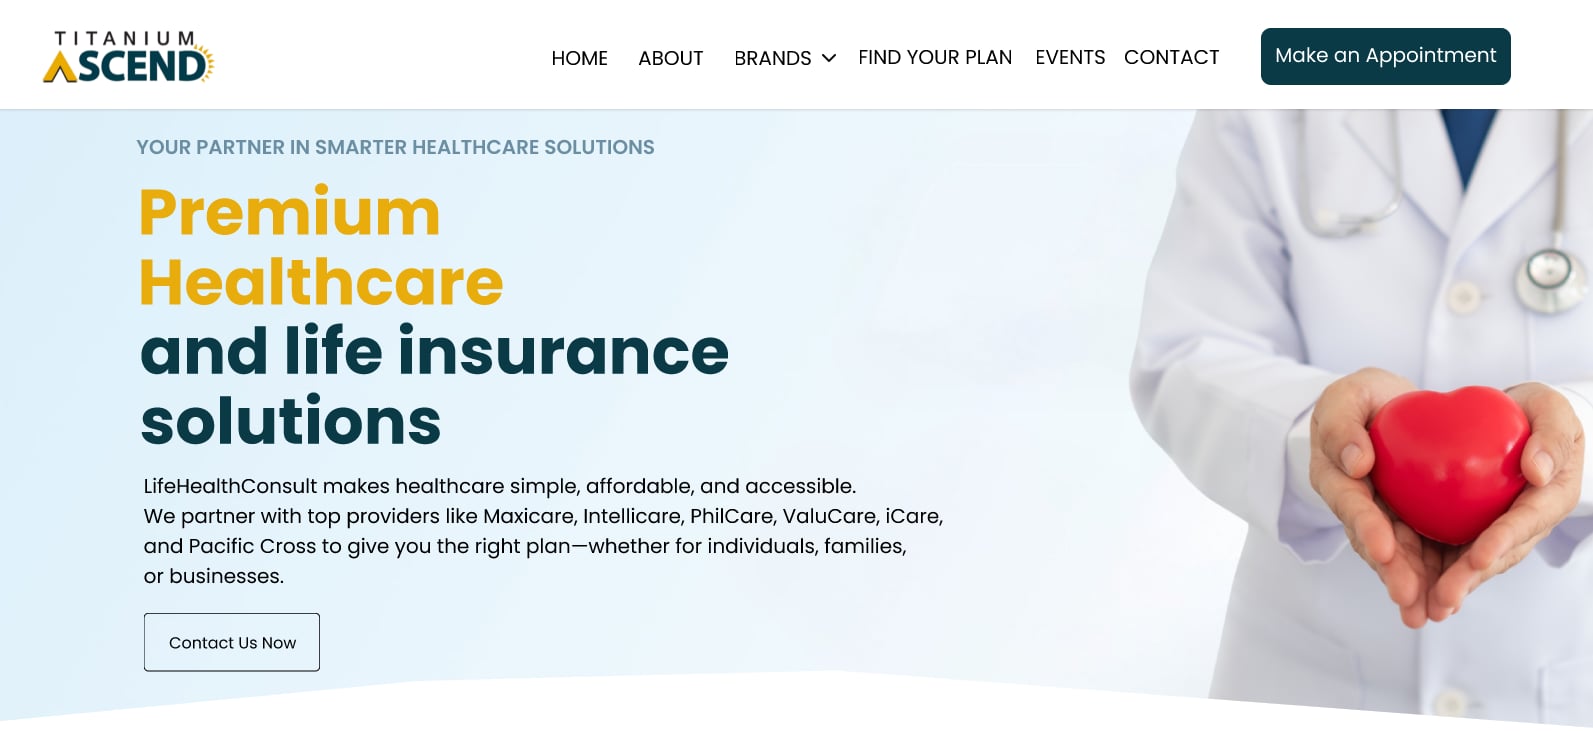 TITANIUM
ASCEND
HOME ABOUT BRANDS FIND YOUR PLAN EVENTS CONTACT Make an Appointment
YOUR PARTNER IN SMARTER HEALTHCARE SOLUTIONS
Premium
Healthcare
and life insurance
solutions
LifeHealthConsult makes healthcare simple, affordable, and accessible.
We partner with top providers like Maxicare, Intellicare, PhilCare, ValuCare, iCare,
and Pacific Cross to give you the right plan—whether for individuals, families,
or businesses.
Contact Us Now